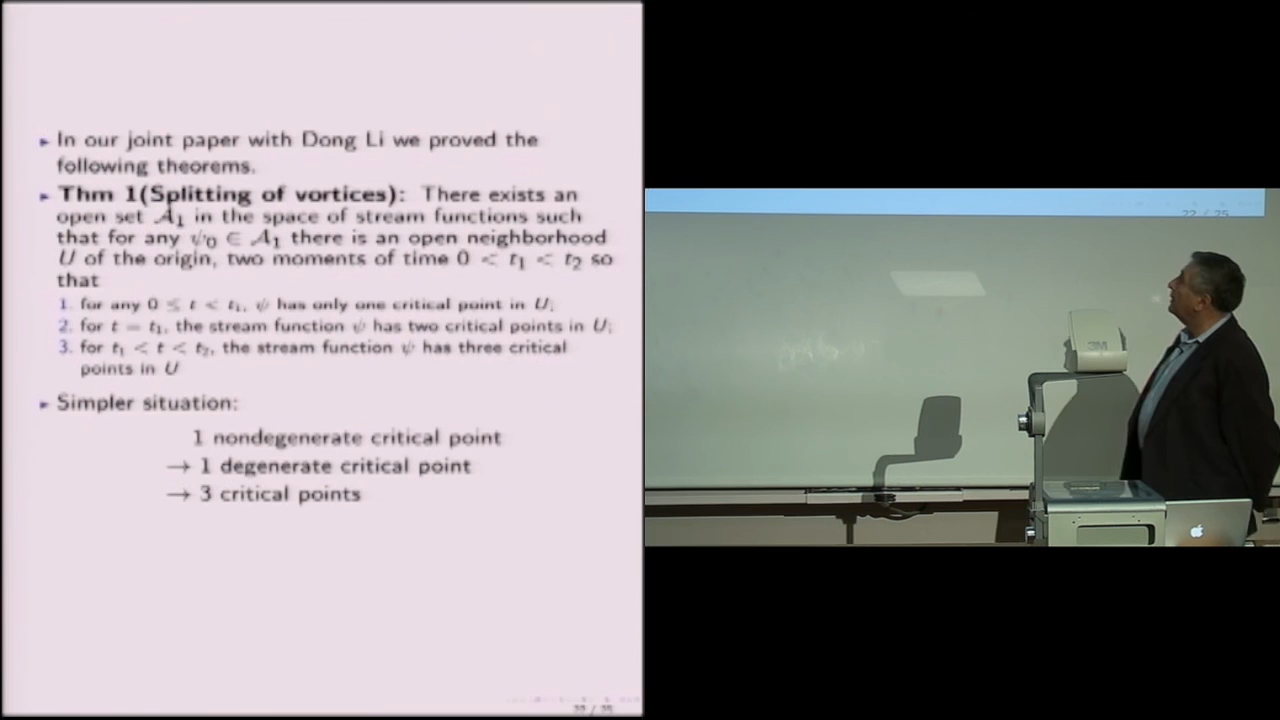 ▸ In our joint paper with Dong Li we proved the
following theorems.
▸ Thm 1(Splitting of vortices): There exists an
open set 𝒜₁ in the space of stream functions such
that for any ψ₀ ∈ 𝒜₁ there is an open neighborhood
U of the origin, two moments of time 0 < t₁ < t₂ so
that
1. for any 0 ≤ t < t₁, ψ has only one critical point in U;
2. for t = t₁, the stream function ψ has two critical points in U;
3. for t₁ < t < t₂, the stream function ψ has three critical
points in U
▸ Simpler situation:
1 nondegenerate critical point
→ 1 degenerate critical point
→ 3 critical points
22 / 25
22 / 25
3M